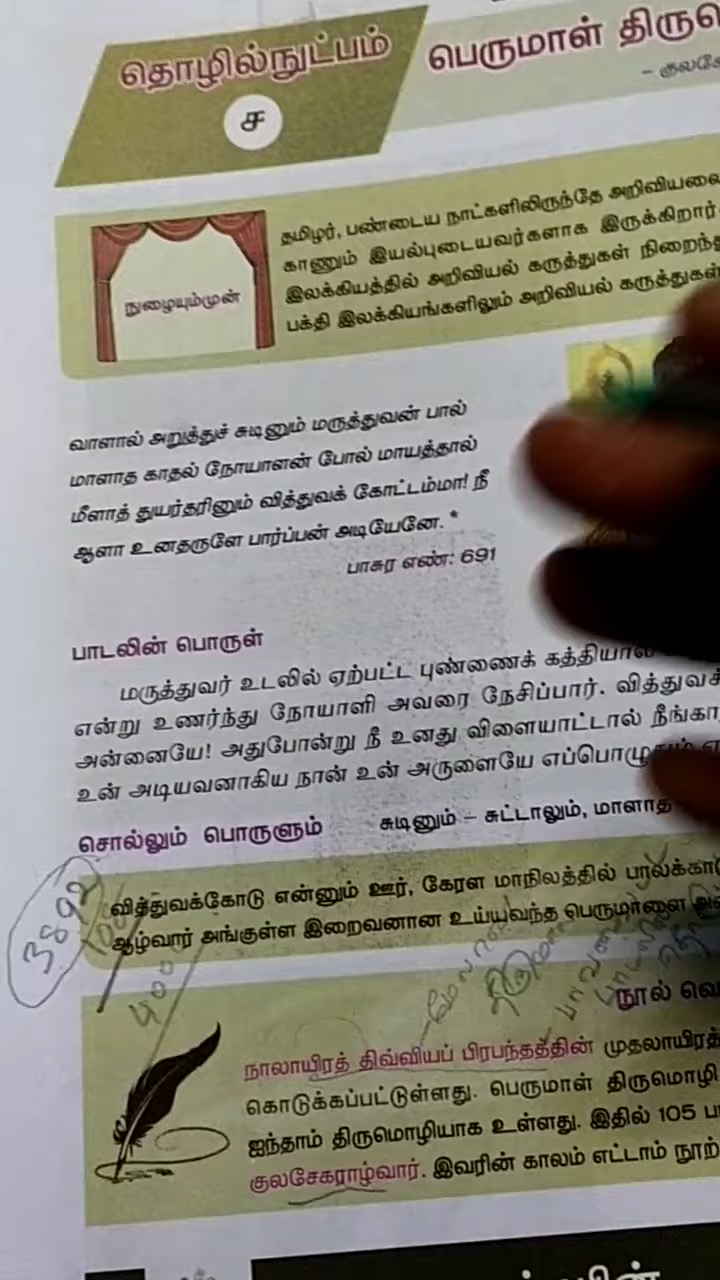 தொழில்நுட்பம்
ச
பெருமாள் திரு
– குலசே
நுழையும்முன்
தமிழர், பண்டைய நாட்களிலிருந்தே அறிவியலை
காணும் இயல்புடையவர்களாக இருக்கிறார்
இலக்கியத்தில் அறிவியல் கருத்துகள் நிறைந்து
பக்தி இலக்கியங்களிலும் அறிவியல் கருத்துகள்
வாளால் அறுத்துச் சுடினும் மருத்துவன் பால்
மாளாத காதல் நோயாளன் போல் மாயத்தால்
மீளாத் துயர்தரினும் வித்துவக் கோட்டம்மா! நீ
ஆளா உனதருளே பார்ப்பன் அடியேனே. *
பாசுர எண்: 691
பாடலின் பொருள்
மருத்துவர் உடலில் ஏற்பட்ட புண்ணைக் கத்தியால்
என்று உணர்ந்து நோயாளி அவரை நேசிப்பார். வித்துவக்
அன்னையே! அதுபோன்று நீ உனது விளையாட்டால் நீங்கா
உன் அடியவனாகிய நான் உன் அருளையே எப்பொழுதும்
சொல்லும் பொருளும் சுடினும் – சுட்டாலும், மாளாத
வித்துவக்கோடு என்னும் ஊர், கேரள மாநிலத்தில் பாலக்கா
ஆழ்வார் அங்குள்ள இறைவனான உய்யவந்த பெருமாளை
3892
நூல் வெ
நாலாயிரத் திவ்வியப் பிரபந்தத்தின் முதலாயிரத்
கொடுக்கப்பட்டுள்ளது. பெருமாள் திருமொழி
ஐந்தாம் திருமொழியாக உள்ளது. இதில் 105 பா
குலசேகராழ்வார். இவரின் காலம் எட்டாம் நூற்